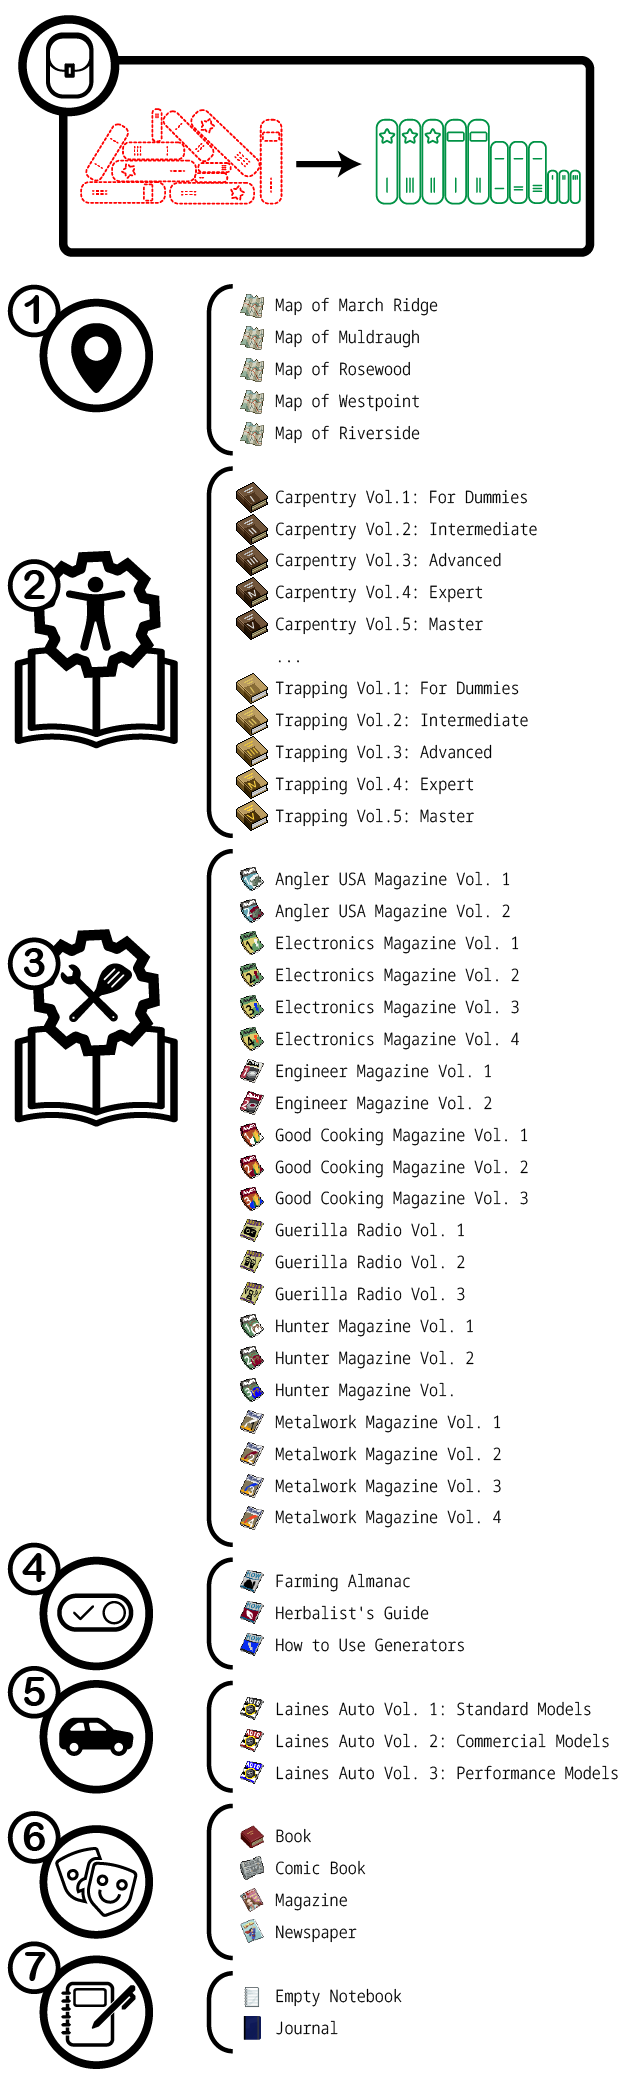 1
Map of March Ridge
Map of Muldraugh
Map of Rosewood
Map of Westpoint
Map of Riverside
2
Carpentry Vol.1: For Dummies
Carpentry Vol.2: Intermediate
Carpentry Vol.3: Advanced
Carpentry Vol.4: Expert
Carpentry Vol.5: Master
...
Trapping Vol.1: For Dummies
Trapping Vol.2: Intermediate
Trapping Vol.3: Advanced
Trapping Vol.4: Expert
Trapping Vol.5: Master
3
Angler USA Magazine Vol. 1
Angler USA Magazine Vol. 2
Electronics Magazine Vol. 1
Electronics Magazine Vol. 2
Electronics Magazine Vol. 3
Electronics Magazine Vol. 4
Engineer Magazine Vol. 1
Engineer Magazine Vol. 2
Good Cooking Magazine Vol. 1
Good Cooking Magazine Vol. 2
Good Cooking Magazine Vol. 3
Guerilla Radio Vol. 1
Guerilla Radio Vol. 2
Guerilla Radio Vol. 3
Hunter Magazine Vol. 1
Hunter Magazine Vol. 2
Hunter Magazine Vol.
Metalwork Magazine Vol. 1
Metalwork Magazine Vol. 2
Metalwork Magazine Vol. 3
Metalwork Magazine Vol. 4
4
Farming Almanac
Herbalist's Guide
How to Use Generators
5
Laines Auto Vol. 1: Standard Models
Laines Auto Vol. 2: Commercial Models
Laines Auto Vol. 3: Performance Models
6
Book
Comic Book
Magazine
Newspaper
7
Empty Notebook
Journal